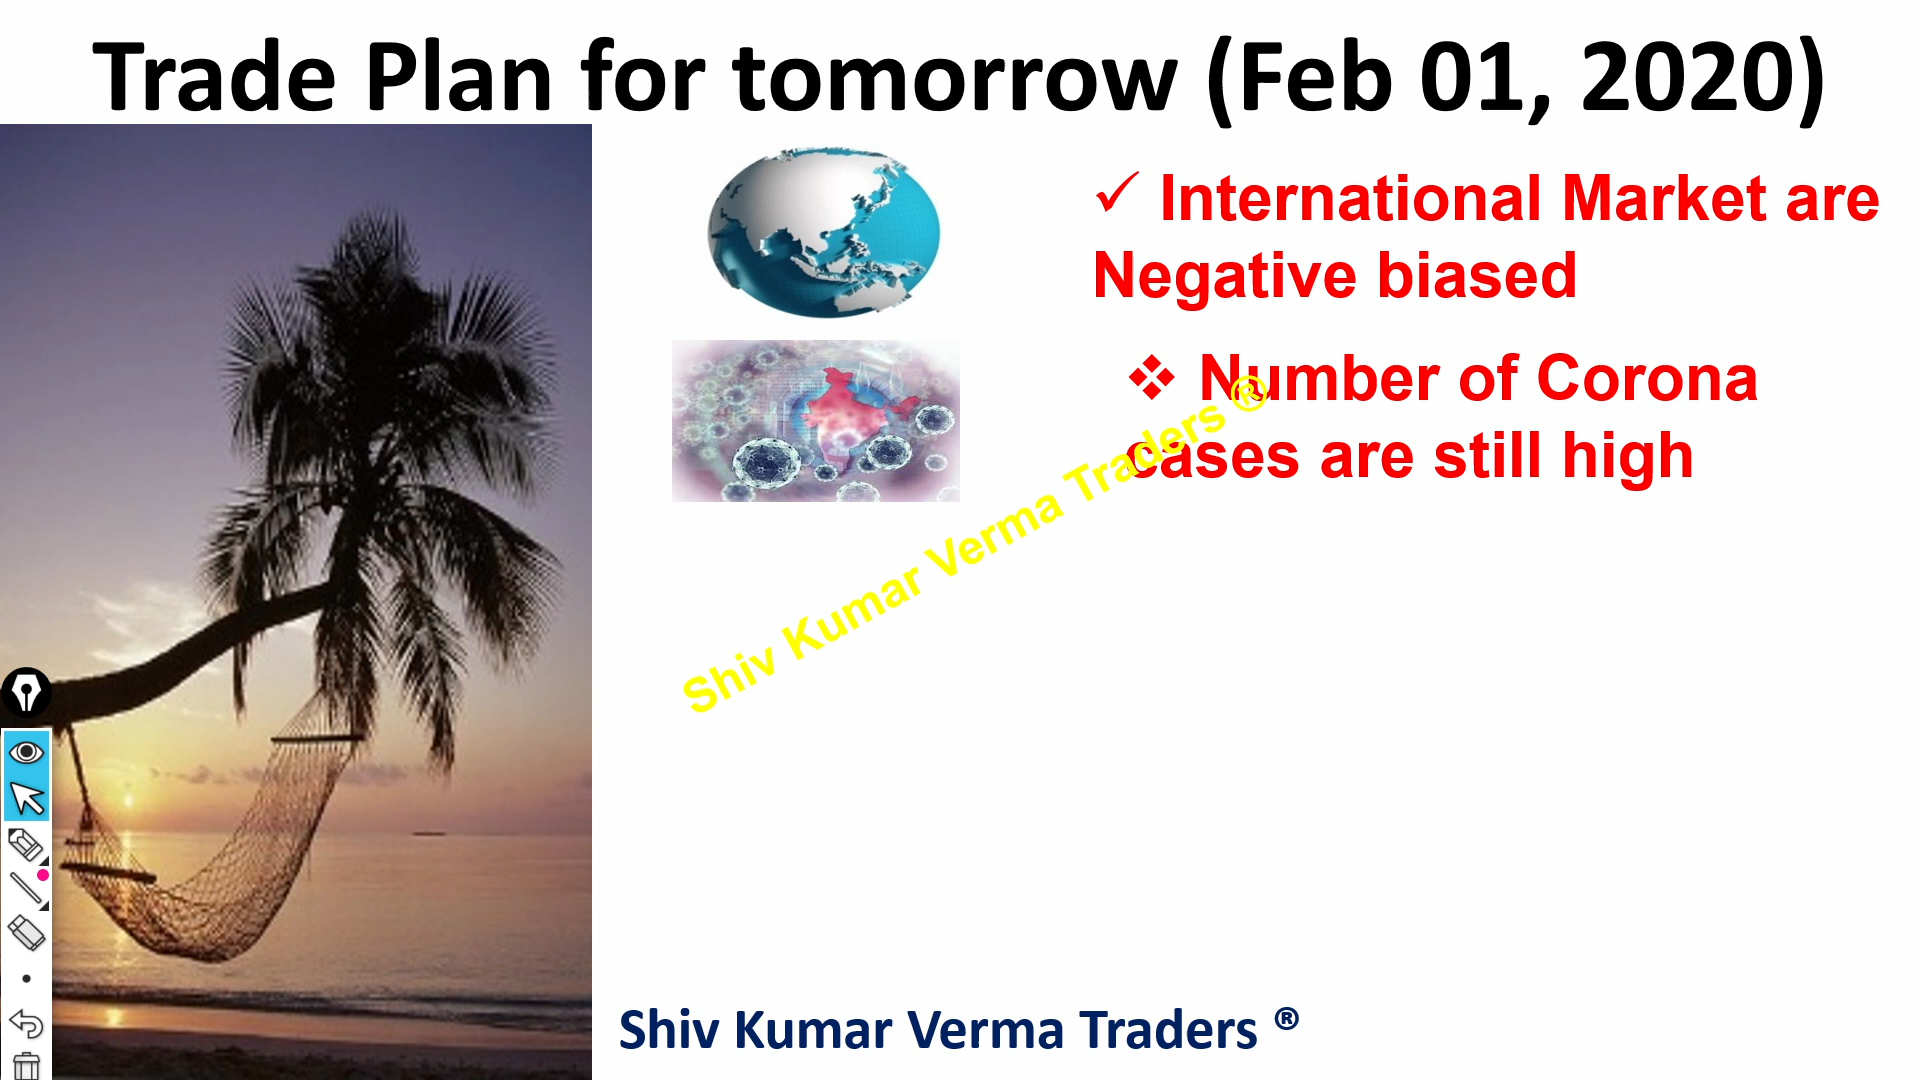 Trade Plan for tomorrow (Feb 01, 2020)
✓ International Market are
Negative biased
❖ Number of Corona
cases are still high
Shiv Kumar Verma Traders ®
Shiv Kumar Verma Traders ®